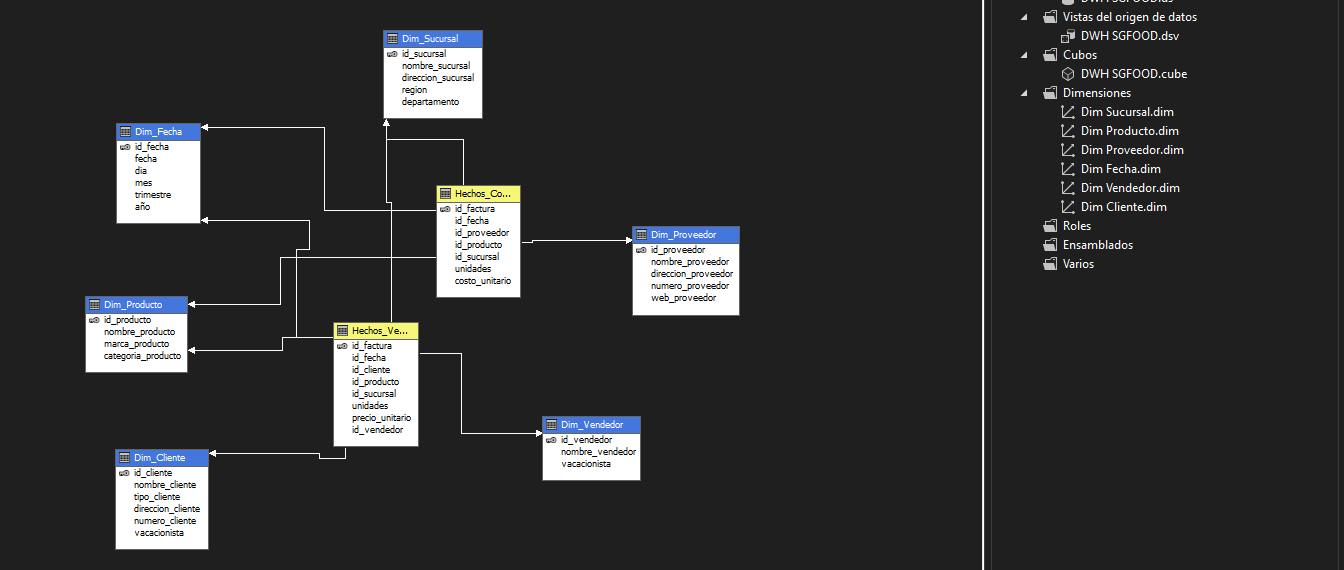 Dim_Sucursal
id_sucursal
nombre_sucursal
direccion_sucursal
region
departamento
Dim_Fecha
id_fecha
fecha
dia
mes
trimestre
año
Hechos_Co...
id_factura
id_fecha
id_proveedor
id_producto
id_sucursal
unidades
costo_unitario
Dim_Proveedor
id_proveedor
nombre_proveedor
direccion_proveedor
numero_proveedor
web_proveedor
Dim_Producto
id_producto
nombre_producto
marca_producto
categoria_producto
Hechos_Ve...
id_factura
id_fecha
id_cliente
id_producto
id_sucursal
unidades
precio_unitario
id_vendedor
Dim_Vendedor
id_vendedor
nombre_vendedor
vacacionista
Dim_Cliente
id_cliente
nombre_cliente
tipo_cliente
direccion_cliente
numero_cliente
vacacionista
DWH SGFOOD.ds
Vistas del origen de datos
DWH SGFOOD.dsv
Cubos
DWH SGFOOD.cube
Dimensiones
Dim Sucursal.dim
Dim Producto.dim
Dim Proveedor.dim
Dim Fecha.dim
Dim Vendedor.dim
Dim Cliente.dim
Roles
Ensamblados
Varios